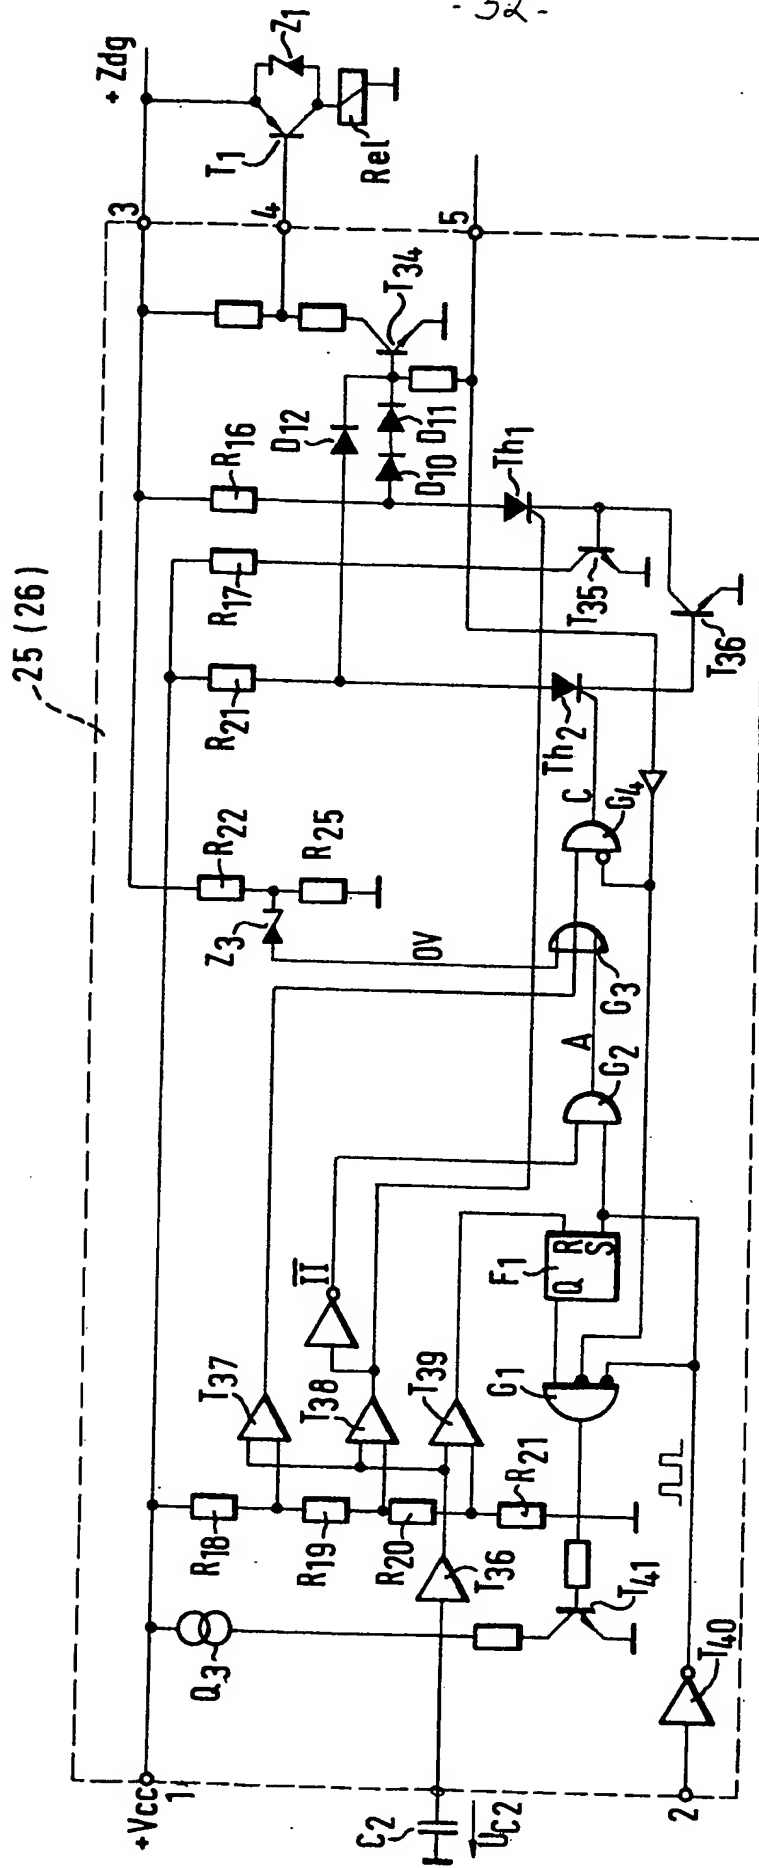 - 32 -
25 (26)
+Vcc
1
C2
UC2
2
Q3
R18
R19
R20
R21
T36
T37
T38
T39
T40
T41
II
F1
Q
R
S
G1
G2
A
G3
OV
Z3
R22
R25
C
G4
Th2
R21
R17
R16
D12
D10
D11
Th1
T34
T35
T36
3
4
5
+Zdg
T1
Z1
Rel